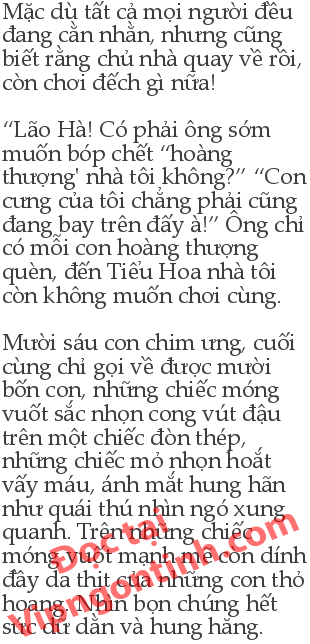 Mặc dù tất cả mọi người đều
đang cằn nhằn, nhưng cũng
biết rằng chủ nhà quay về rồi,
còn chơi đếch gì nữa!
“Lão Hà! Có phải ông sớm
muốn bóp chết “hoàng
thượng' nhà tôi không?” “Con
cưng của tôi chẳng phải cũng
đang bay trên đấy à!” Ông chỉ
có mỗi con hoàng thượng
quèn, đến Tiểu Hoa nhà tôi
còn không muốn chơi cùng.
Mười sáu con chim ưng, cuối
cùng chỉ gọi về được mười
bốn con, những chiếc móng
vuốt sắc nhọn cong vút đậu
trên một chiếc đòn thép,
những chiếc mỏ nhọn hoắt
vấy máu, ánh mắt hung hãn
như quái thú nhìn ngó xung
quanh. Trên những chiếc
móng vuốt mạnh mẽ còn dính
đầy da thịt của những con thỏ
hoang. Nhìn bọn chúng hết
sức dữ dằn và hung hăng.
Đọc tại
Vipngontinh.com